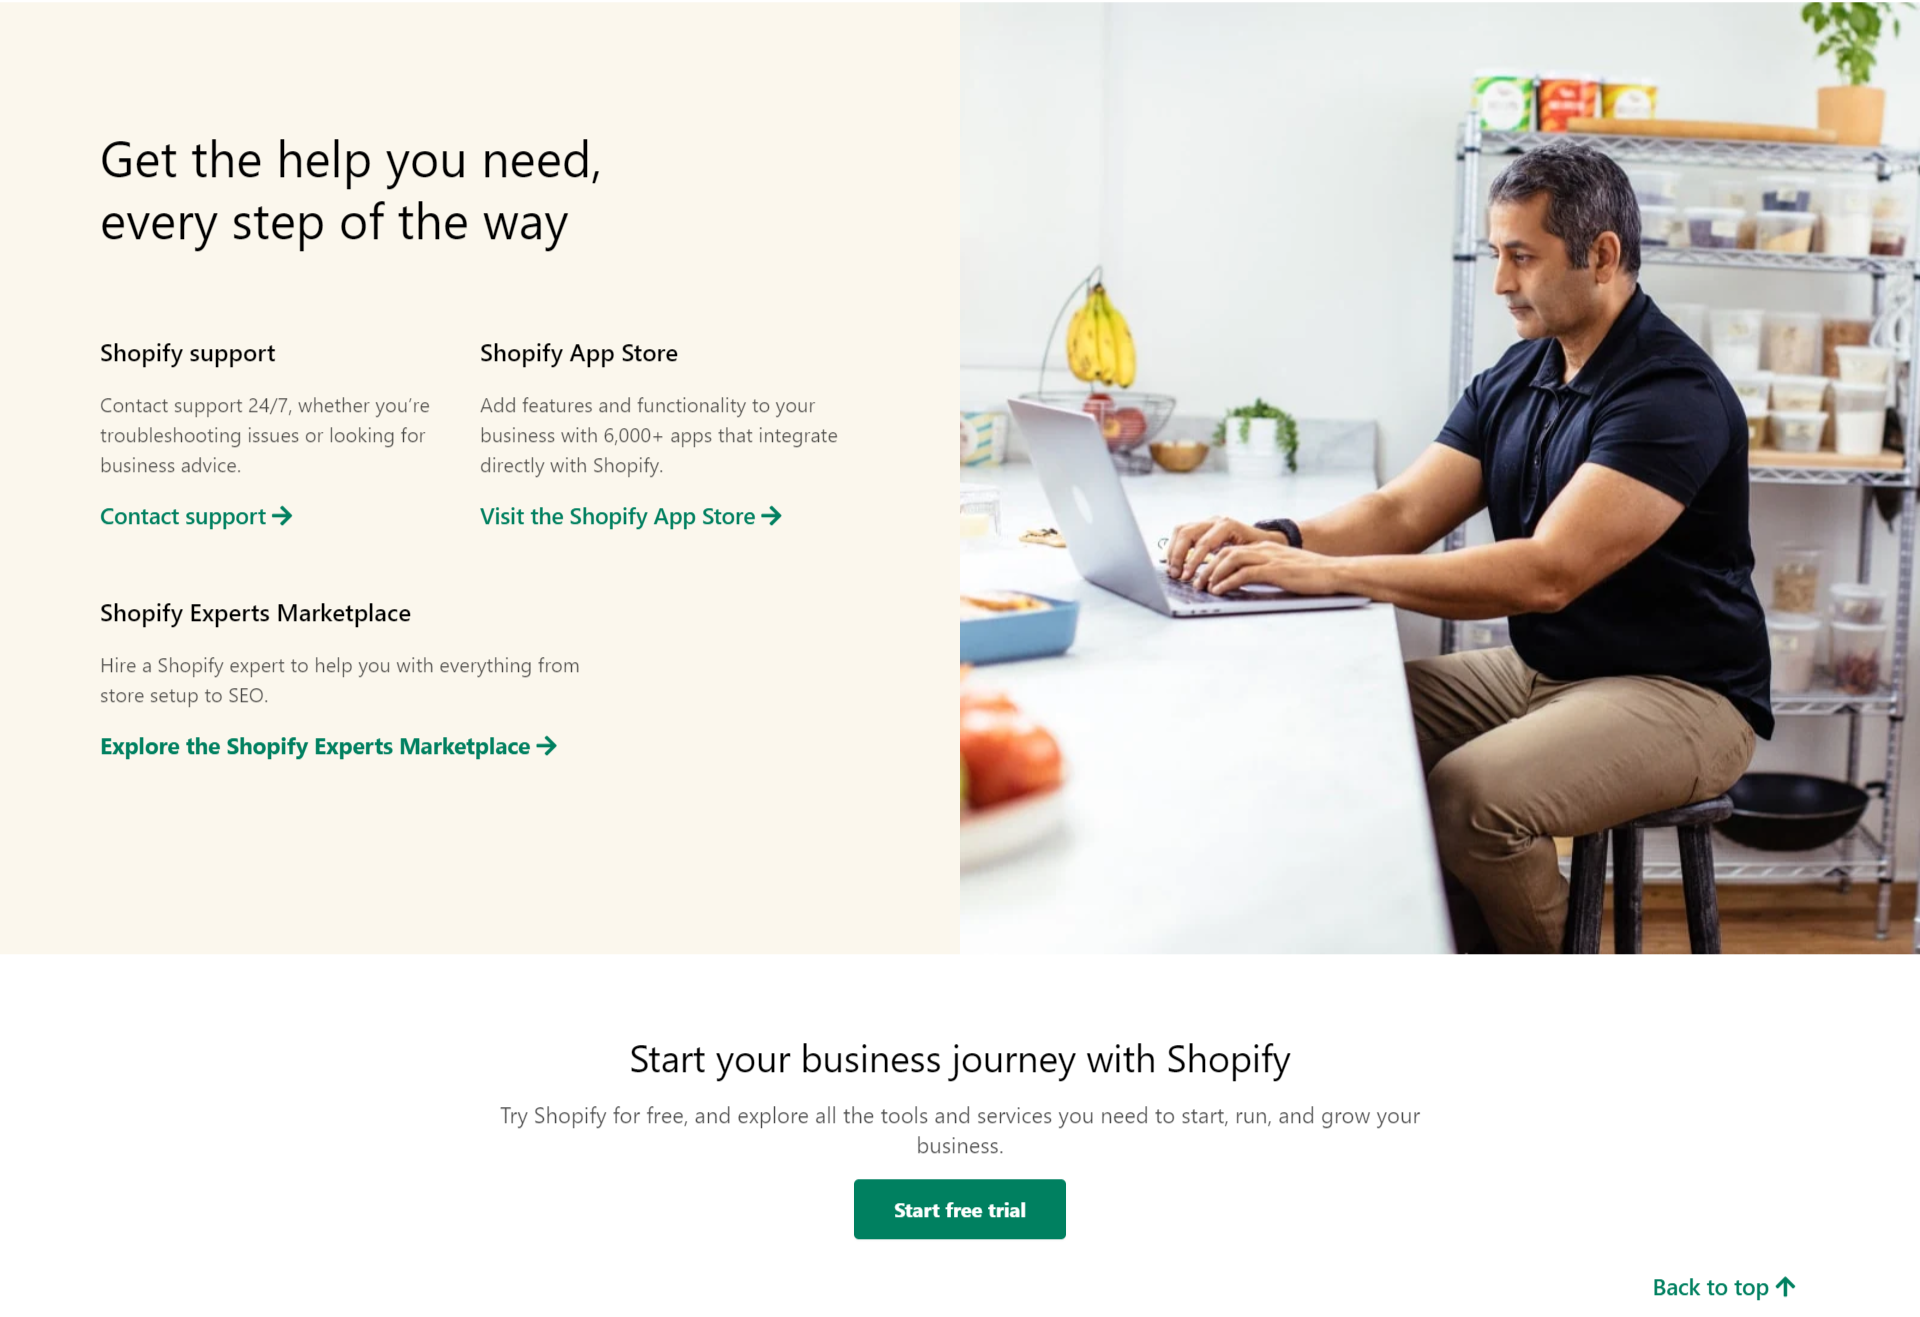 Get the help you need,
every step of the way
Shopify support
Contact support 24/7, whether you're
troubleshooting issues or looking for
business advice.
Contact support
Shopify App Store
Add features and functionality to your
business with 6,000+ apps that integrate
directly with Shopify.
Visit the Shopify App Store
Shopify Experts Marketplace
Hire a Shopify expert to help you with everything from
store setup to SEO.
Explore the Shopify Experts Marketplace
Start your business journey with Shopify
Try Shopify for free, and explore all the tools and services you need to start, run, and grow your
business.
Start free trial
Back to top